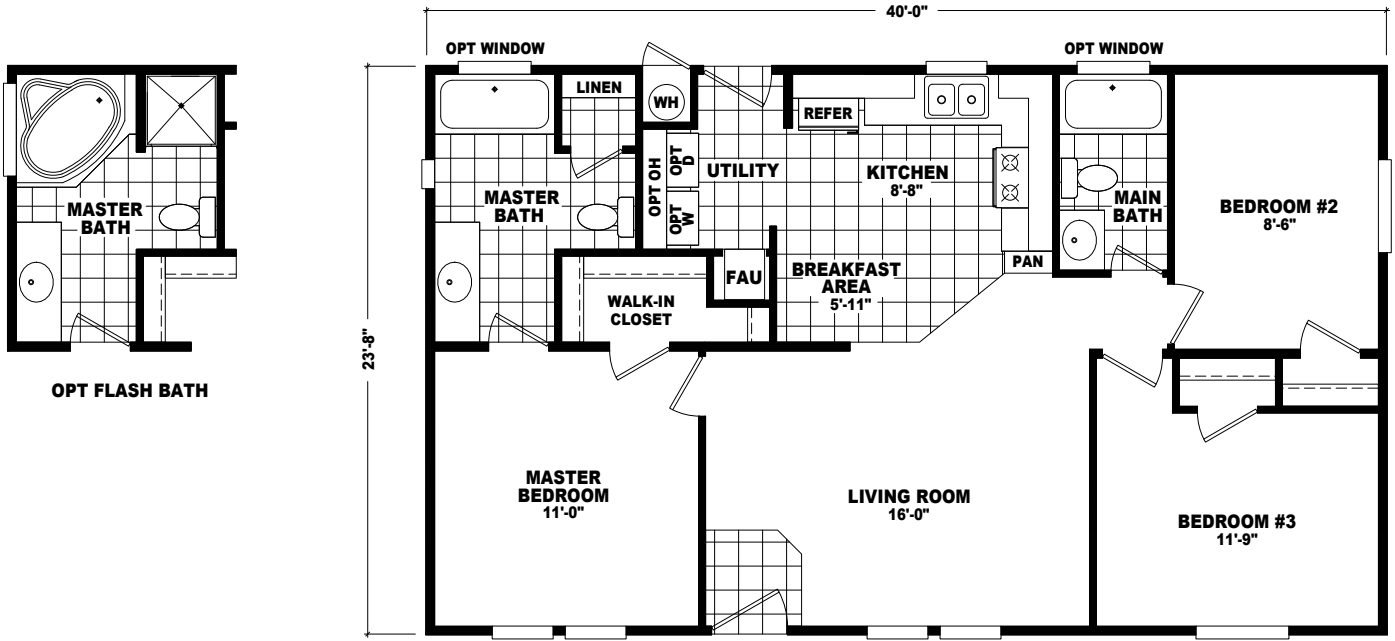 40'-0"
OPT WINDOW
OPT WINDOW
LINEN
WH
REFER
OPT OH
OPT D
OPT W
UTILITY
KITCHEN
8'-8"
MASTER
BATH
MAIN
BATH
BEDROOM #2
8'-6"
MASTER
BATH
PAN
FAU
BREAKFAST
AREA
5'-11"
WALK-IN
CLOSET
23'-8"
OPT FLASH BATH
MASTER
BEDROOM
11'-0"
LIVING ROOM
16'-0"
BEDROOM #3
11'-9"